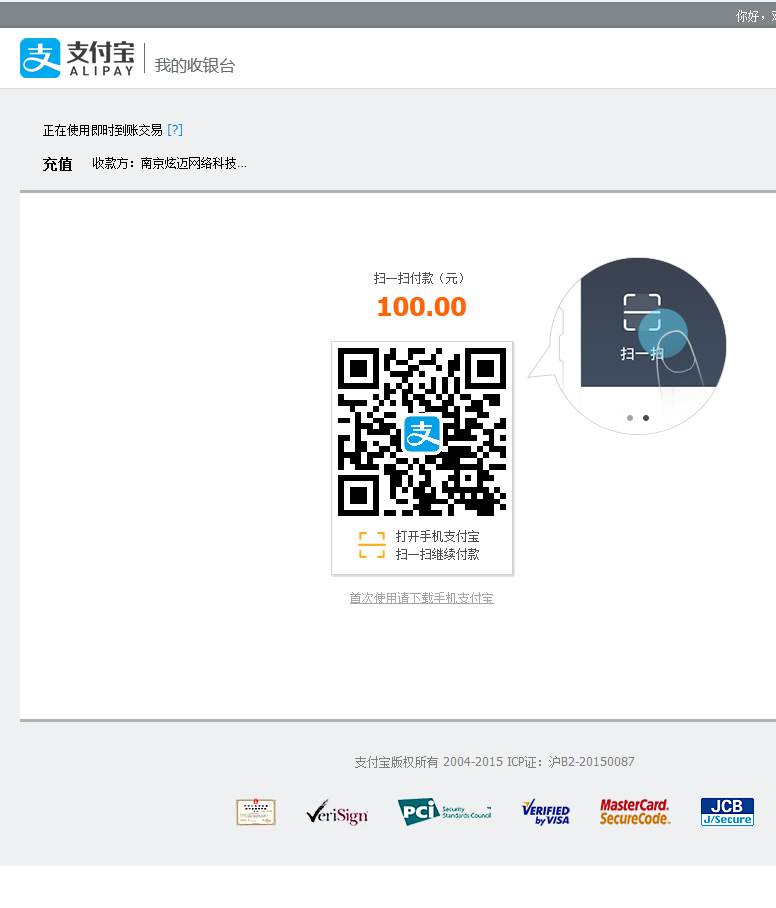 你好，
支付宝
ALIPAY
我的收银台
正在使用即时到账交易 [?]
充值 收款方：南京炫迈网络科技...
扫一扫付款（元）
100.00
扫一扫
支
打开手机支付宝
扫一扫继续付款
首次使用请下载手机支付宝
支付宝版权所有 2004-2015 ICP证：沪B2-20150087
VeriSign
PCi Security Standards Council
VERIFIED by VISA
MasterCard. SecureCode.
JCB J/Secure